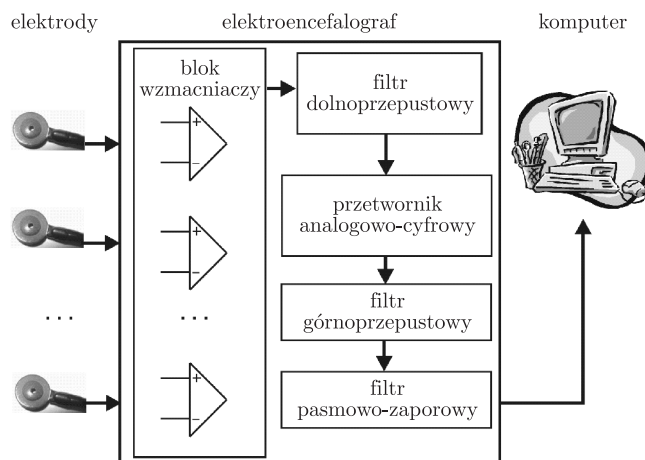 elektrody
elektroencefalograf
komputer
blok
wzmacniaczy
+
−
+
−
. . .
. . .
+
−
filtr
dolnoprzepustowy
przetwornik
analogowo-cyfrowy
filtr
górnoprzepustowy
filtr
pasmowo-zaporowy